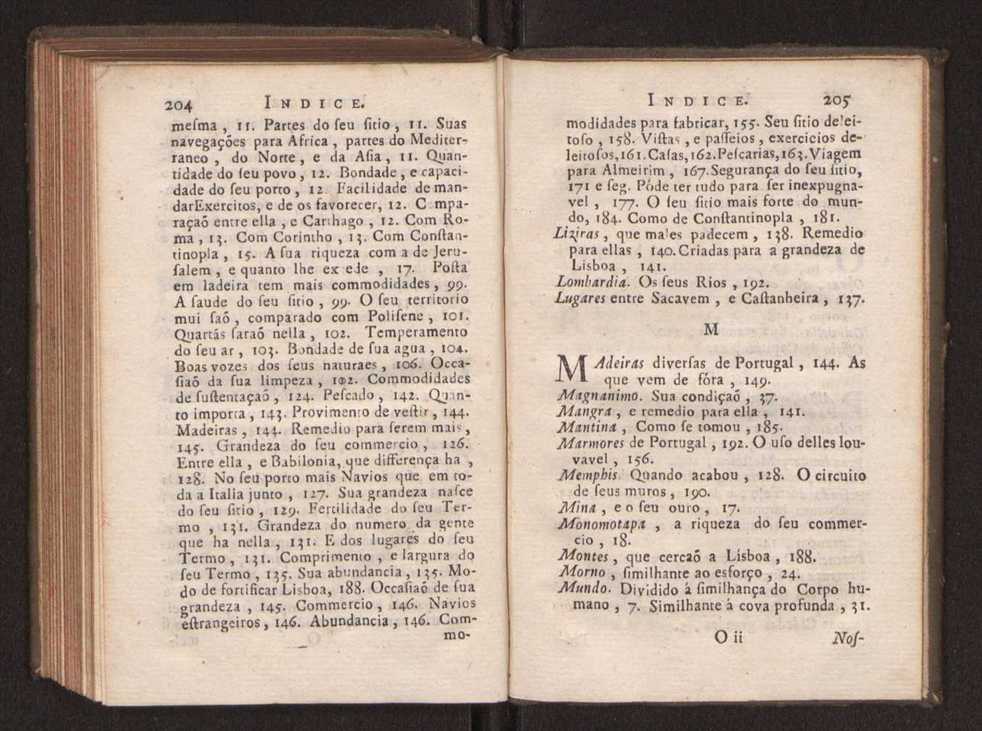 204 INDICE.
meſma , 11. Partes do ſeu ſitio , 11. Suas
navegações para Africa , partes do Mediter-
raneo , do Norte , e da Aſia , 11. Quan-
tidade do ſeu povo , 12. Bondade , e capaci-
dade do ſeu porto , 12 Facilidade de man-
darExercitos, e de os favorecer, 12. C mpa-
raçaõ entre ella , e Carthago , 12. Com Ro-
ma , 13. Com Corintho , 13. Com Conſtan-
tinopla , 15. A ſua riqueza com a de Jeru-
ſalem , e quanto lhe ex ede , 17. Poſta
em ladeira tem mais commodidades , 99.
A ſaude do ſeu ſitio , 99. O ſeu territorio
mui ſaõ , comparado com Poliſene , 101.
Quartãs ſaraõ nella , 102. Temperamento
do ſeu ar , 103. Bondade de ſua agua , 104.
Boas vozes dos ſeus naturaes , 106. Occa-
ſiaõ da ſua limpeza , 102. Commodidades
de ſuſtentaçaõ , 124. Peſcado , 142. Quan-
to importa , 143. Provimento de veſtir , 144.
Madeiras , 144. Remedio para ſerem mais ,
145. Grandeza do ſeu commercio , 126.
Entre ella , e Babilonia, que differença ha ,
128. No ſeu porto mais Navios que em to-
da a Italia junto , 127. Sua grandeza naſce
do ſeu ſitio , 129. Fertilidade do ſeu Ter-
mo , 131. Grandeza do numero da gente
que ha nella , 131. E dos lugares do ſeu
Termo , 131. Comprimento , e largura do
ſeu Termo , 135. Sua abundancia , 135. Mo-
do de fortificar Lisboa, 188. Occaſiaõ de ſua
grandeza , 145. Commercio , 146. Navios
eſtrangeiros, 146. Abundancia , 146. Com-
mo-
INDICE. 205
modidades para fabricar, 155. Seu ſitio delei-
toſo , 158. Viſtas , e paſſeios , exercicios de-
leitoſos,161.Caſas,162.Peſcarias,163.Viagem
para Almeirim , 167.Segurança do ſeu ſitio,
171 e ſeg. Póde ter tudo para ſer inexpugna-
vel , 177. O ſeu ſitio mais forte do mun-
do, 184. Como de Conſtantinopla , 181.
Liziras , que males padecem , 138. Remedio
para ellas , 140.Criadas para a grandeza de
Lisboa , 141.
Lombardia. Os ſeus Rios , 192.
Lugares entre Sacavem , e Caſtanheira , 137.
M
MAdeiras diverſas de Portugal , 144. As
que vem de fóra , 149.
Magnanimo. Sua condiçaõ , 37.
Mangra , e remedio para ella , 141.
Mantina , Como ſe tomou , 185.
Marmores de Portugal , 192. O uſo delles lou-
vavel , 156.
Memphis. Quando acabou , 128. O circuito
de ſeus muros , 190.
Mina , e o ſeu ouro , 17.
Monomotapa , a riqueza do ſeu commer-
cio , 18.
Montes , que cercaõ a Lisboa , 188.
Morno , ſimilhante ao esforço , 24.
Mundo. Dividido á ſimilhança do Corpo hu-
mano , 7. Similhante á cova profunda , 31.
O ii Noſ-